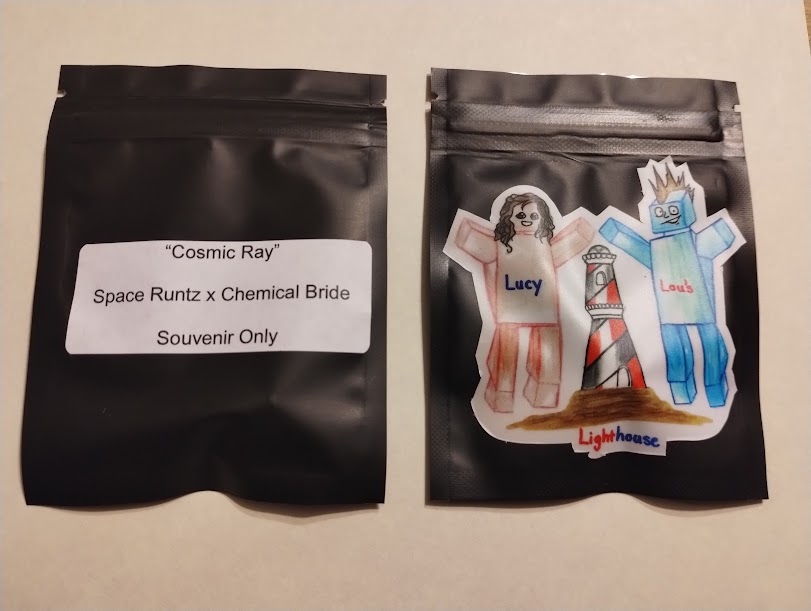 “Cosmic Ray”
Space Runtz x Chemical Bride
Souvenir Only
Lucy
Lou's
Lighthouse